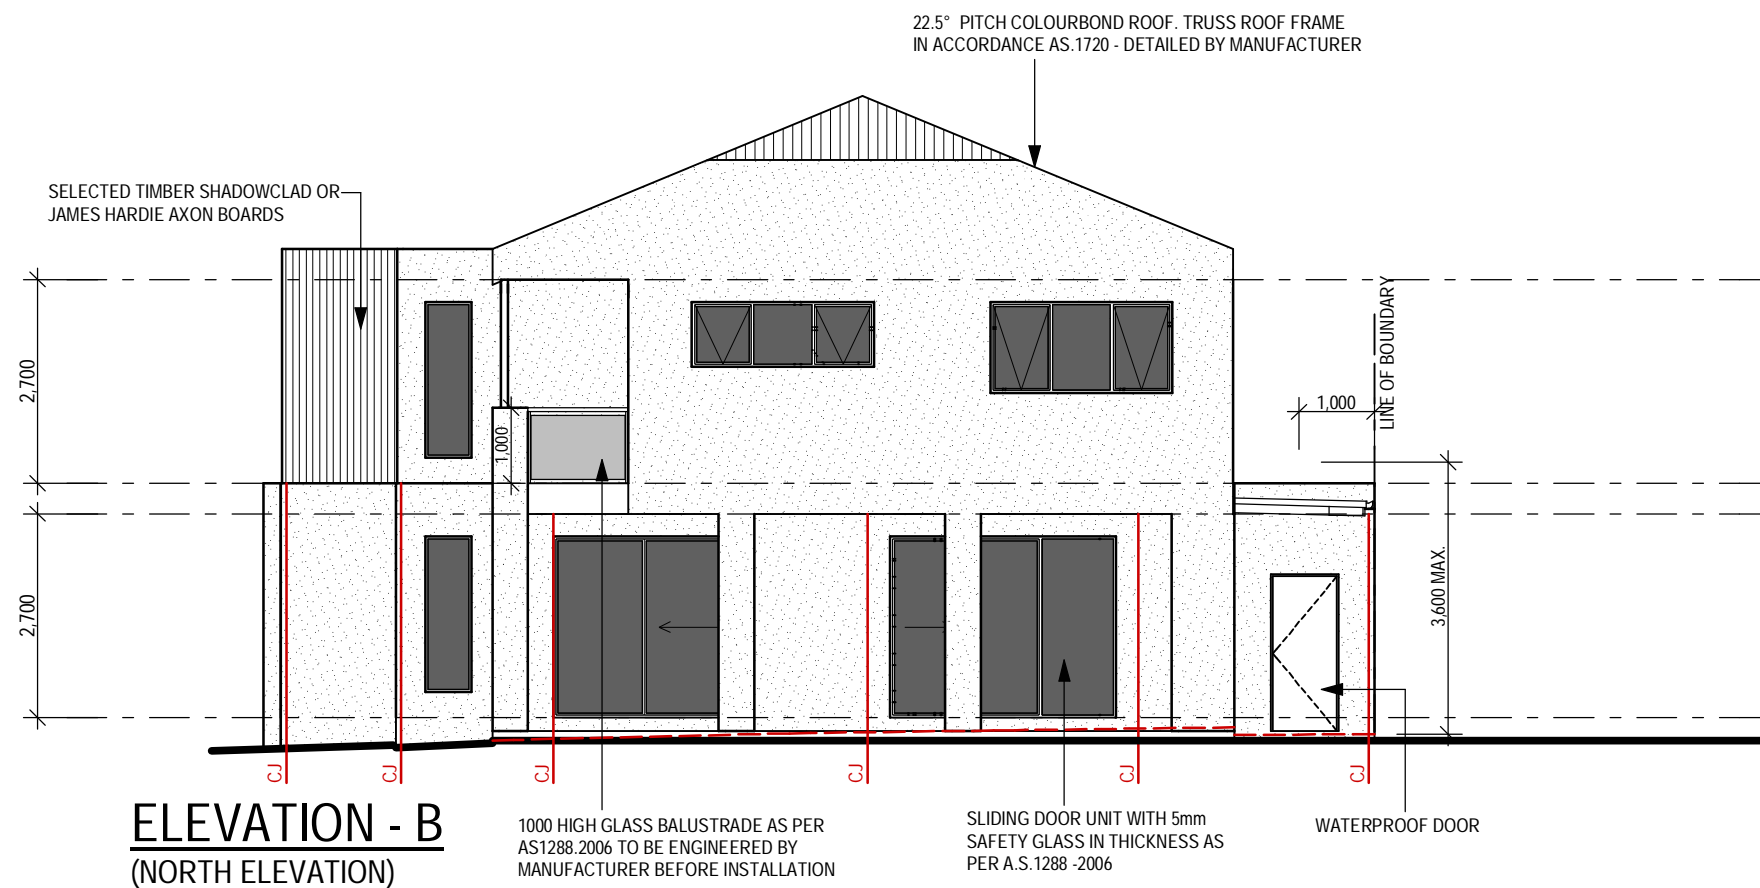 22.5° PITCH COLOURBOND ROOF. TRUSS ROOF FRAME
IN ACCORDANCE AS.1720 - DETAILED BY MANUFACTURER
SELECTED TIMBER SHADOWCLAD OR
JAMES HARDIE AXON BOARDS
2,700
1,000
1,000
LINE OF BOUNDARY
2,700
3,600 MAX.
CJ
CJ
CJ
CJ
CJ
CJ
ELEVATION - B
(NORTH ELEVATION)
1000 HIGH GLASS BALUSTRADE AS PER
AS1288.2006 TO BE ENGINEERED BY
MANUFACTURER BEFORE INSTALLATION
SLIDING DOOR UNIT WITH 5mm
SAFETY GLASS IN THICKNESS AS
PER A.S.1288 -2006
WATERPROOF DOOR